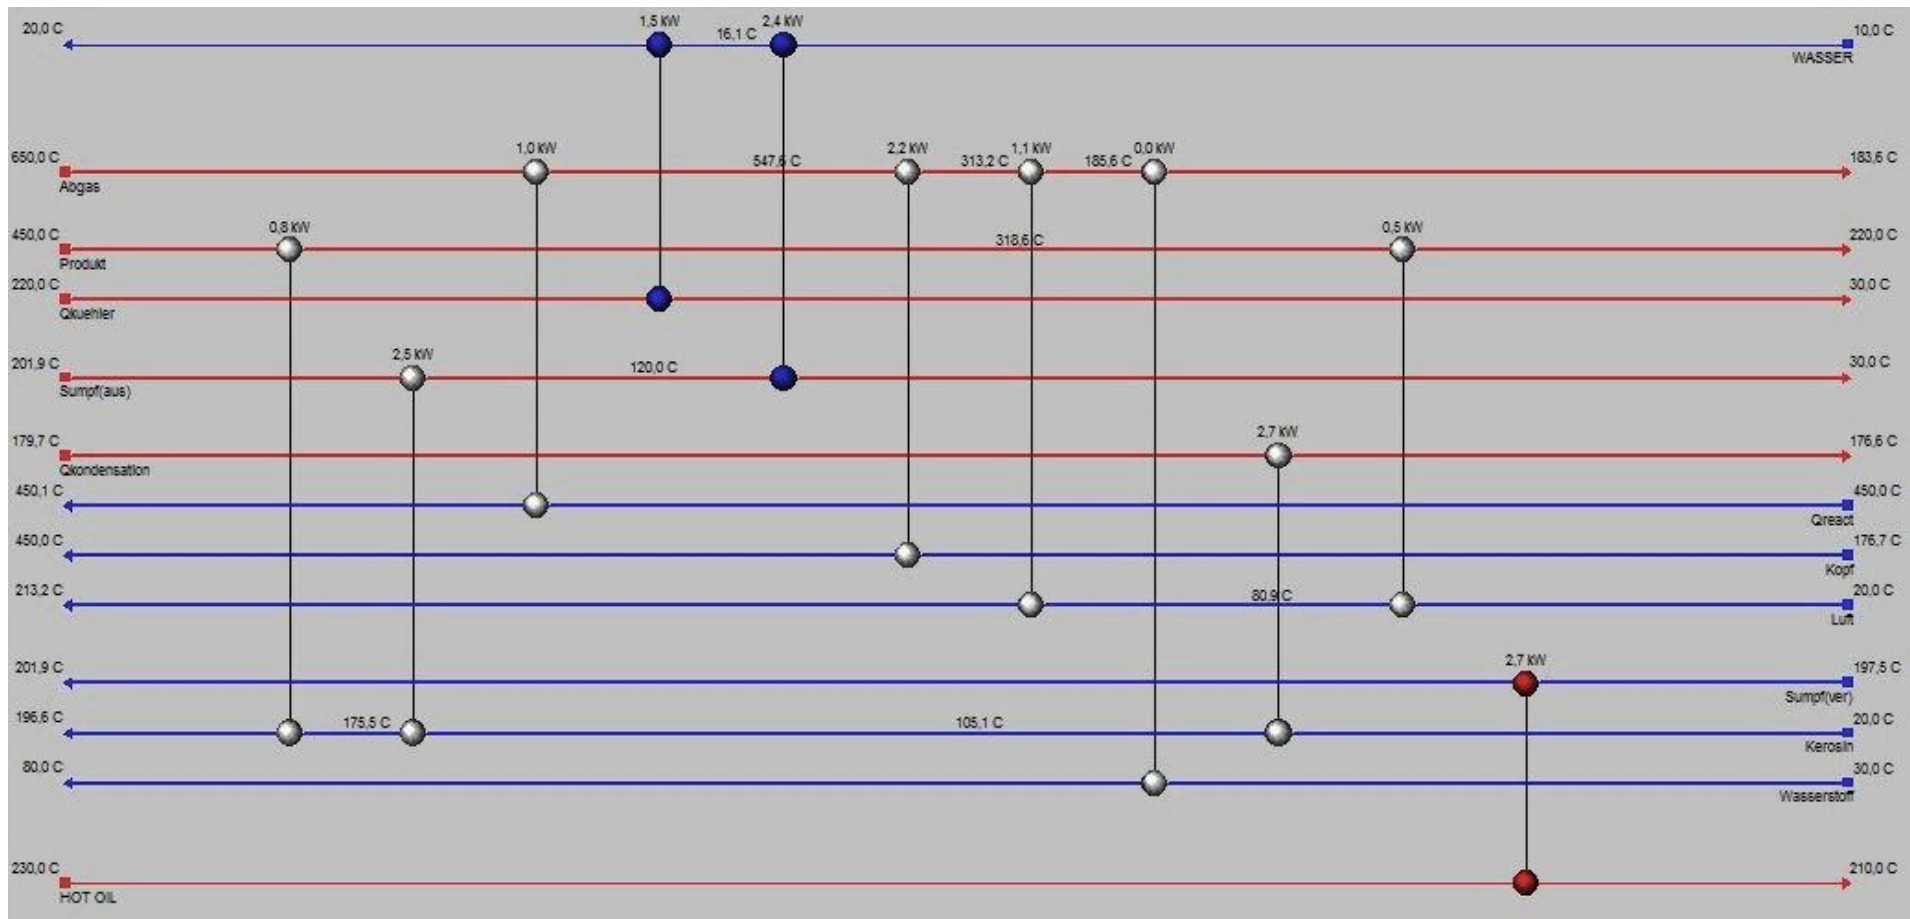 1,5 kW 2,4 kW
20,0 C 16,1 C 10,0 C
WASSER
1,0 kW 2,2 kW 1,1 kW 0,0 kW
650,0 C 547,6 C 313,2 C 185,6 C 183,6 C
Abgas
0,8 kW 0,5 kW
450,0 C 318,6 C 220,0 C
Produkt
220,0 C 30,0 C
Qkuehler
2,5 kW
201,9 C 120,0 C 30,0 C
Sumpf(aus)
2,7 kW
179,7 C 176,6 C
Qkondensation
450,1 C 450,0 C
Qreact
450,0 C 176,7 C
Kopf
213,2 C 80,9 C 20,0 C
Luft
2,7 kW
201,9 C 197,5 C
Sumpf(ver)
196,6 C 175,5 C 105,1 C 20,0 C
Kerosin
80,0 C 30,0 C
Wasserstoff
230,0 C 210,0 C
HOT OIL